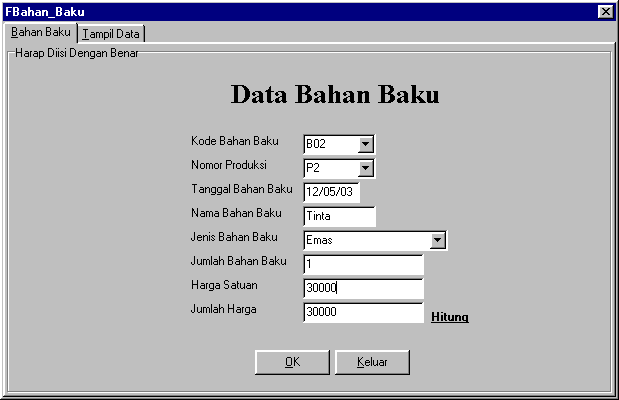 FBahan_Baku
Bahan Baku Tampil Data
Harap Diisi Dengan Benar
Data Bahan Baku
Kode Bahan Baku B02
Nomor Produksi P2
Tanggal Bahan Baku 12/05/03
Nama Bahan Baku Tinta
Jenis Bahan Baku Emas
Jumlah Bahan Baku 1
Harga Satuan 30000
Jumlah Harga 30000 Hitung
OK Keluar